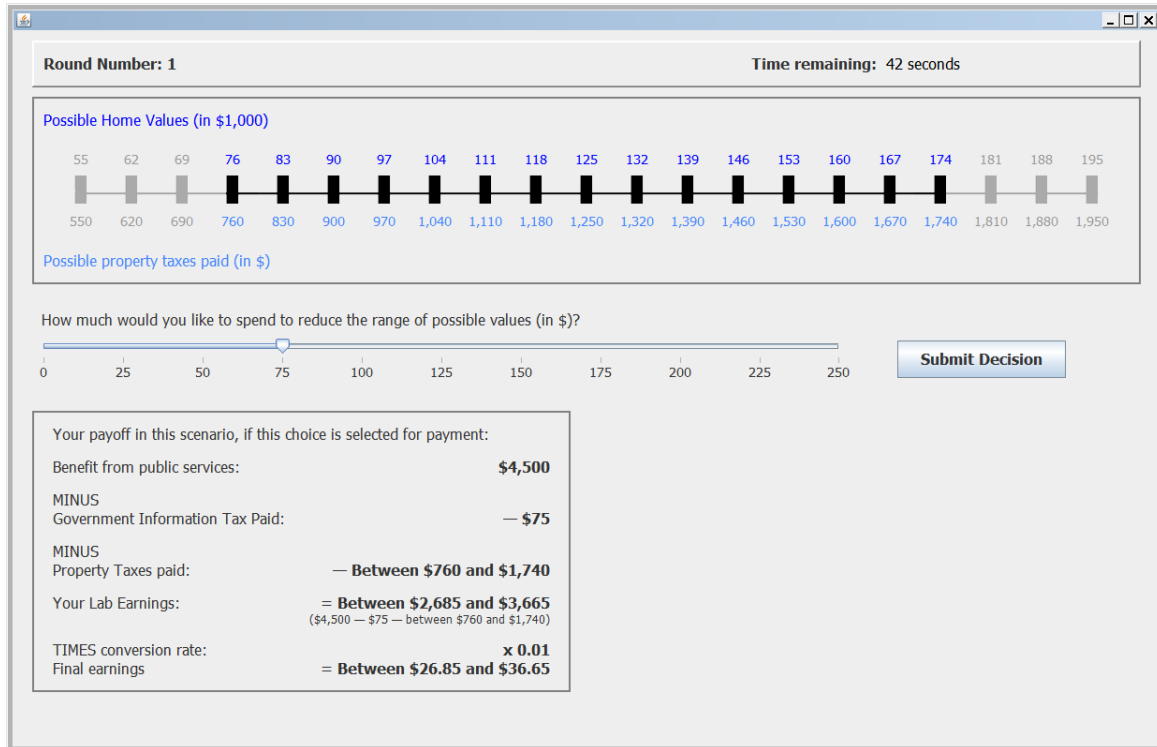 Round Number: 1 Time remaining: 42 seconds
Possible Home Values (in $1,000)
55 62 69 76 83 90 97 104 111 118 125 132 139 146 153 160 167 174 181 188 195
550 620 690 760 830 900 970 1,040 1,110 1,180 1,250 1,320 1,390 1,460 1,530 1,600 1,670 1,740 1,810 1,880 1,950
Possible property taxes paid (in $)
How much would you like to spend to reduce the range of possible values (in $)?
Submit Decision
0 25 50 75 100 125 150 175 200 225 250
Your payoff in this scenario, if this choice is selected for payment:
Benefit from public services: $4,500
MINUS
Government Information Tax Paid: — $75
MINUS
Property Taxes paid: — Between $760 and $1,740
Your Lab Earnings: = Between $2,685 and $3,665
($4,500 — $75 — between $760 and $1,740)
TIMES conversion rate: x 0.01
Final earnings = Between $26.85 and $36.65